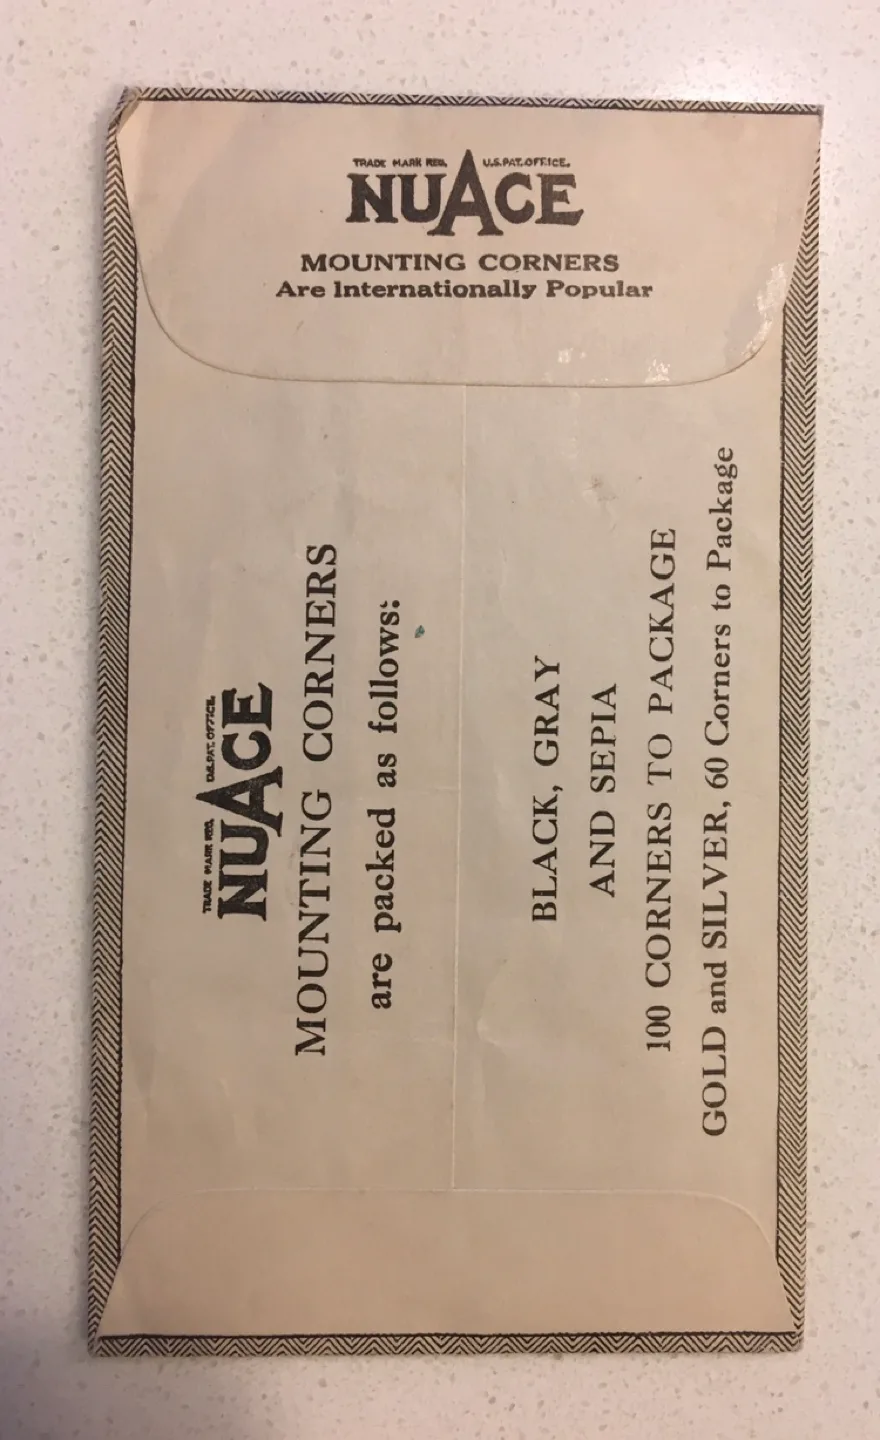 TRADE MARK REG. U.S.PAT.OFFICE.
NUACE
MOUNTING CORNERS
Are Internationally Popular
TRADE MARK REG. U.S.PAT.OFFICE.
NUACE
MOUNTING CORNERS
are packed as follows:
BLACK, GRAY
AND SEPIA
100 CORNERS TO PACKAGE
GOLD and SILVER, 60 Corners to Package